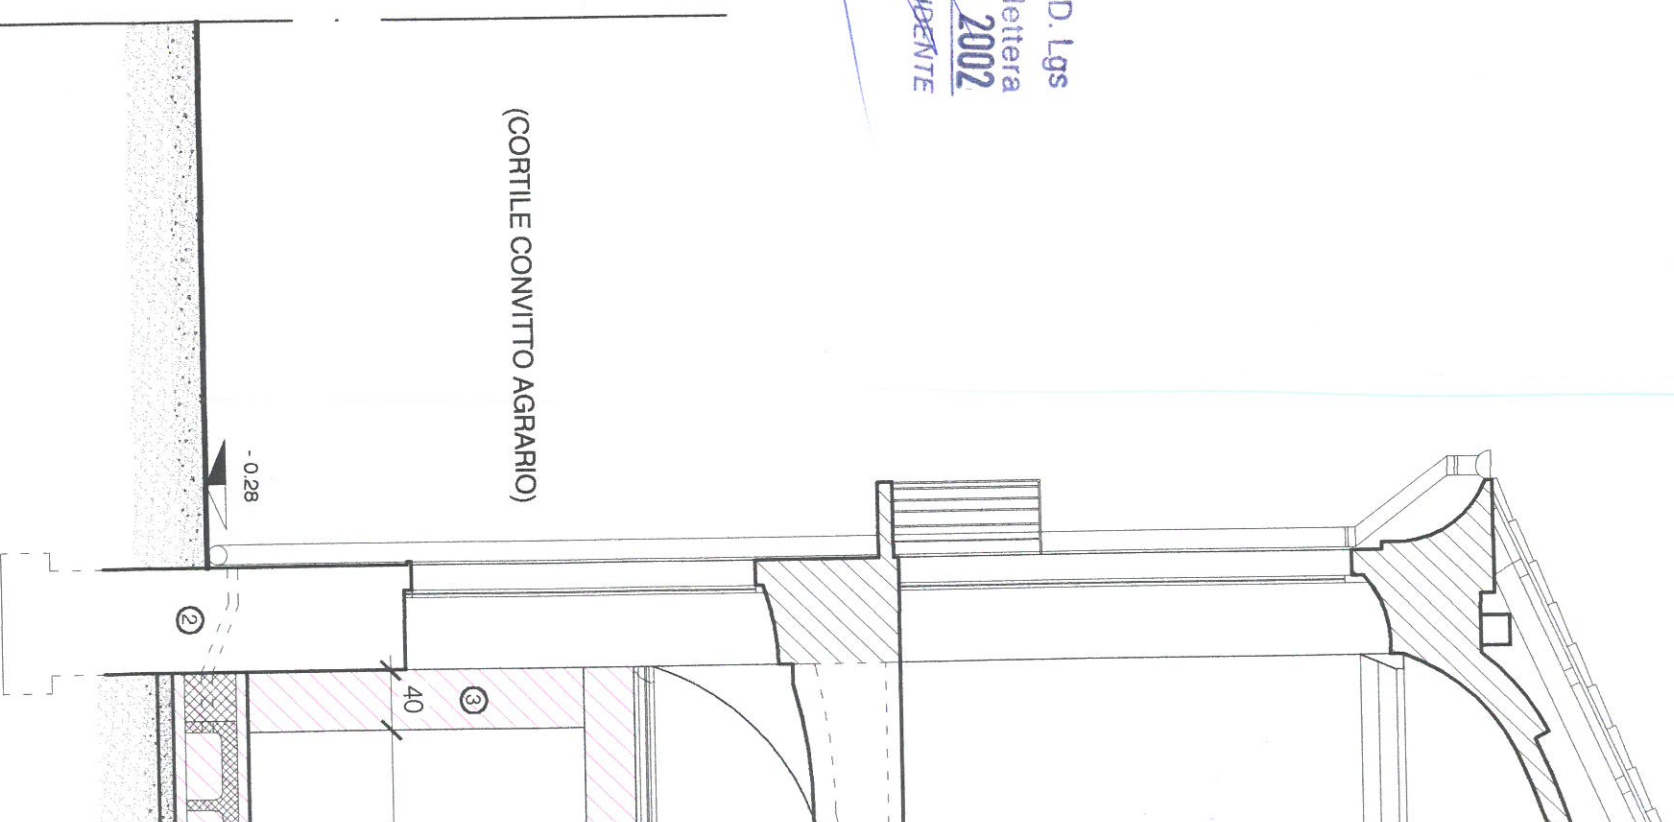 D. Lgs
lettera
2002
(CORTILE CONVITTO AGRARIO)
- 0.28
2
40
3